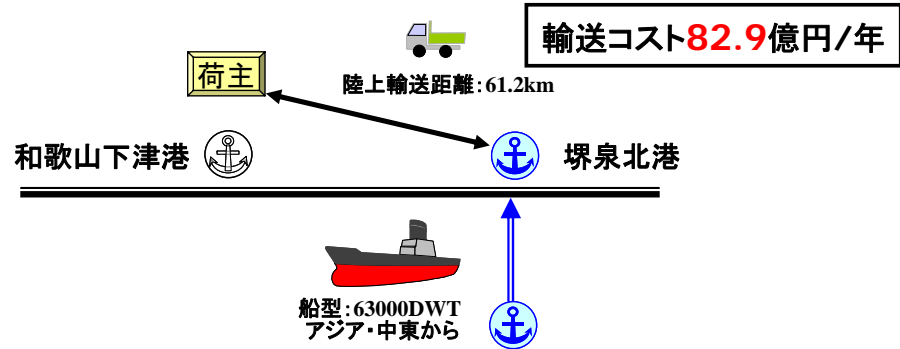 輸送コスト82.9億円/年
荷主
陸上輸送距離:61.2km
和歌山下津港
堺泉北港
船型:63000DWT
アジア・中東から